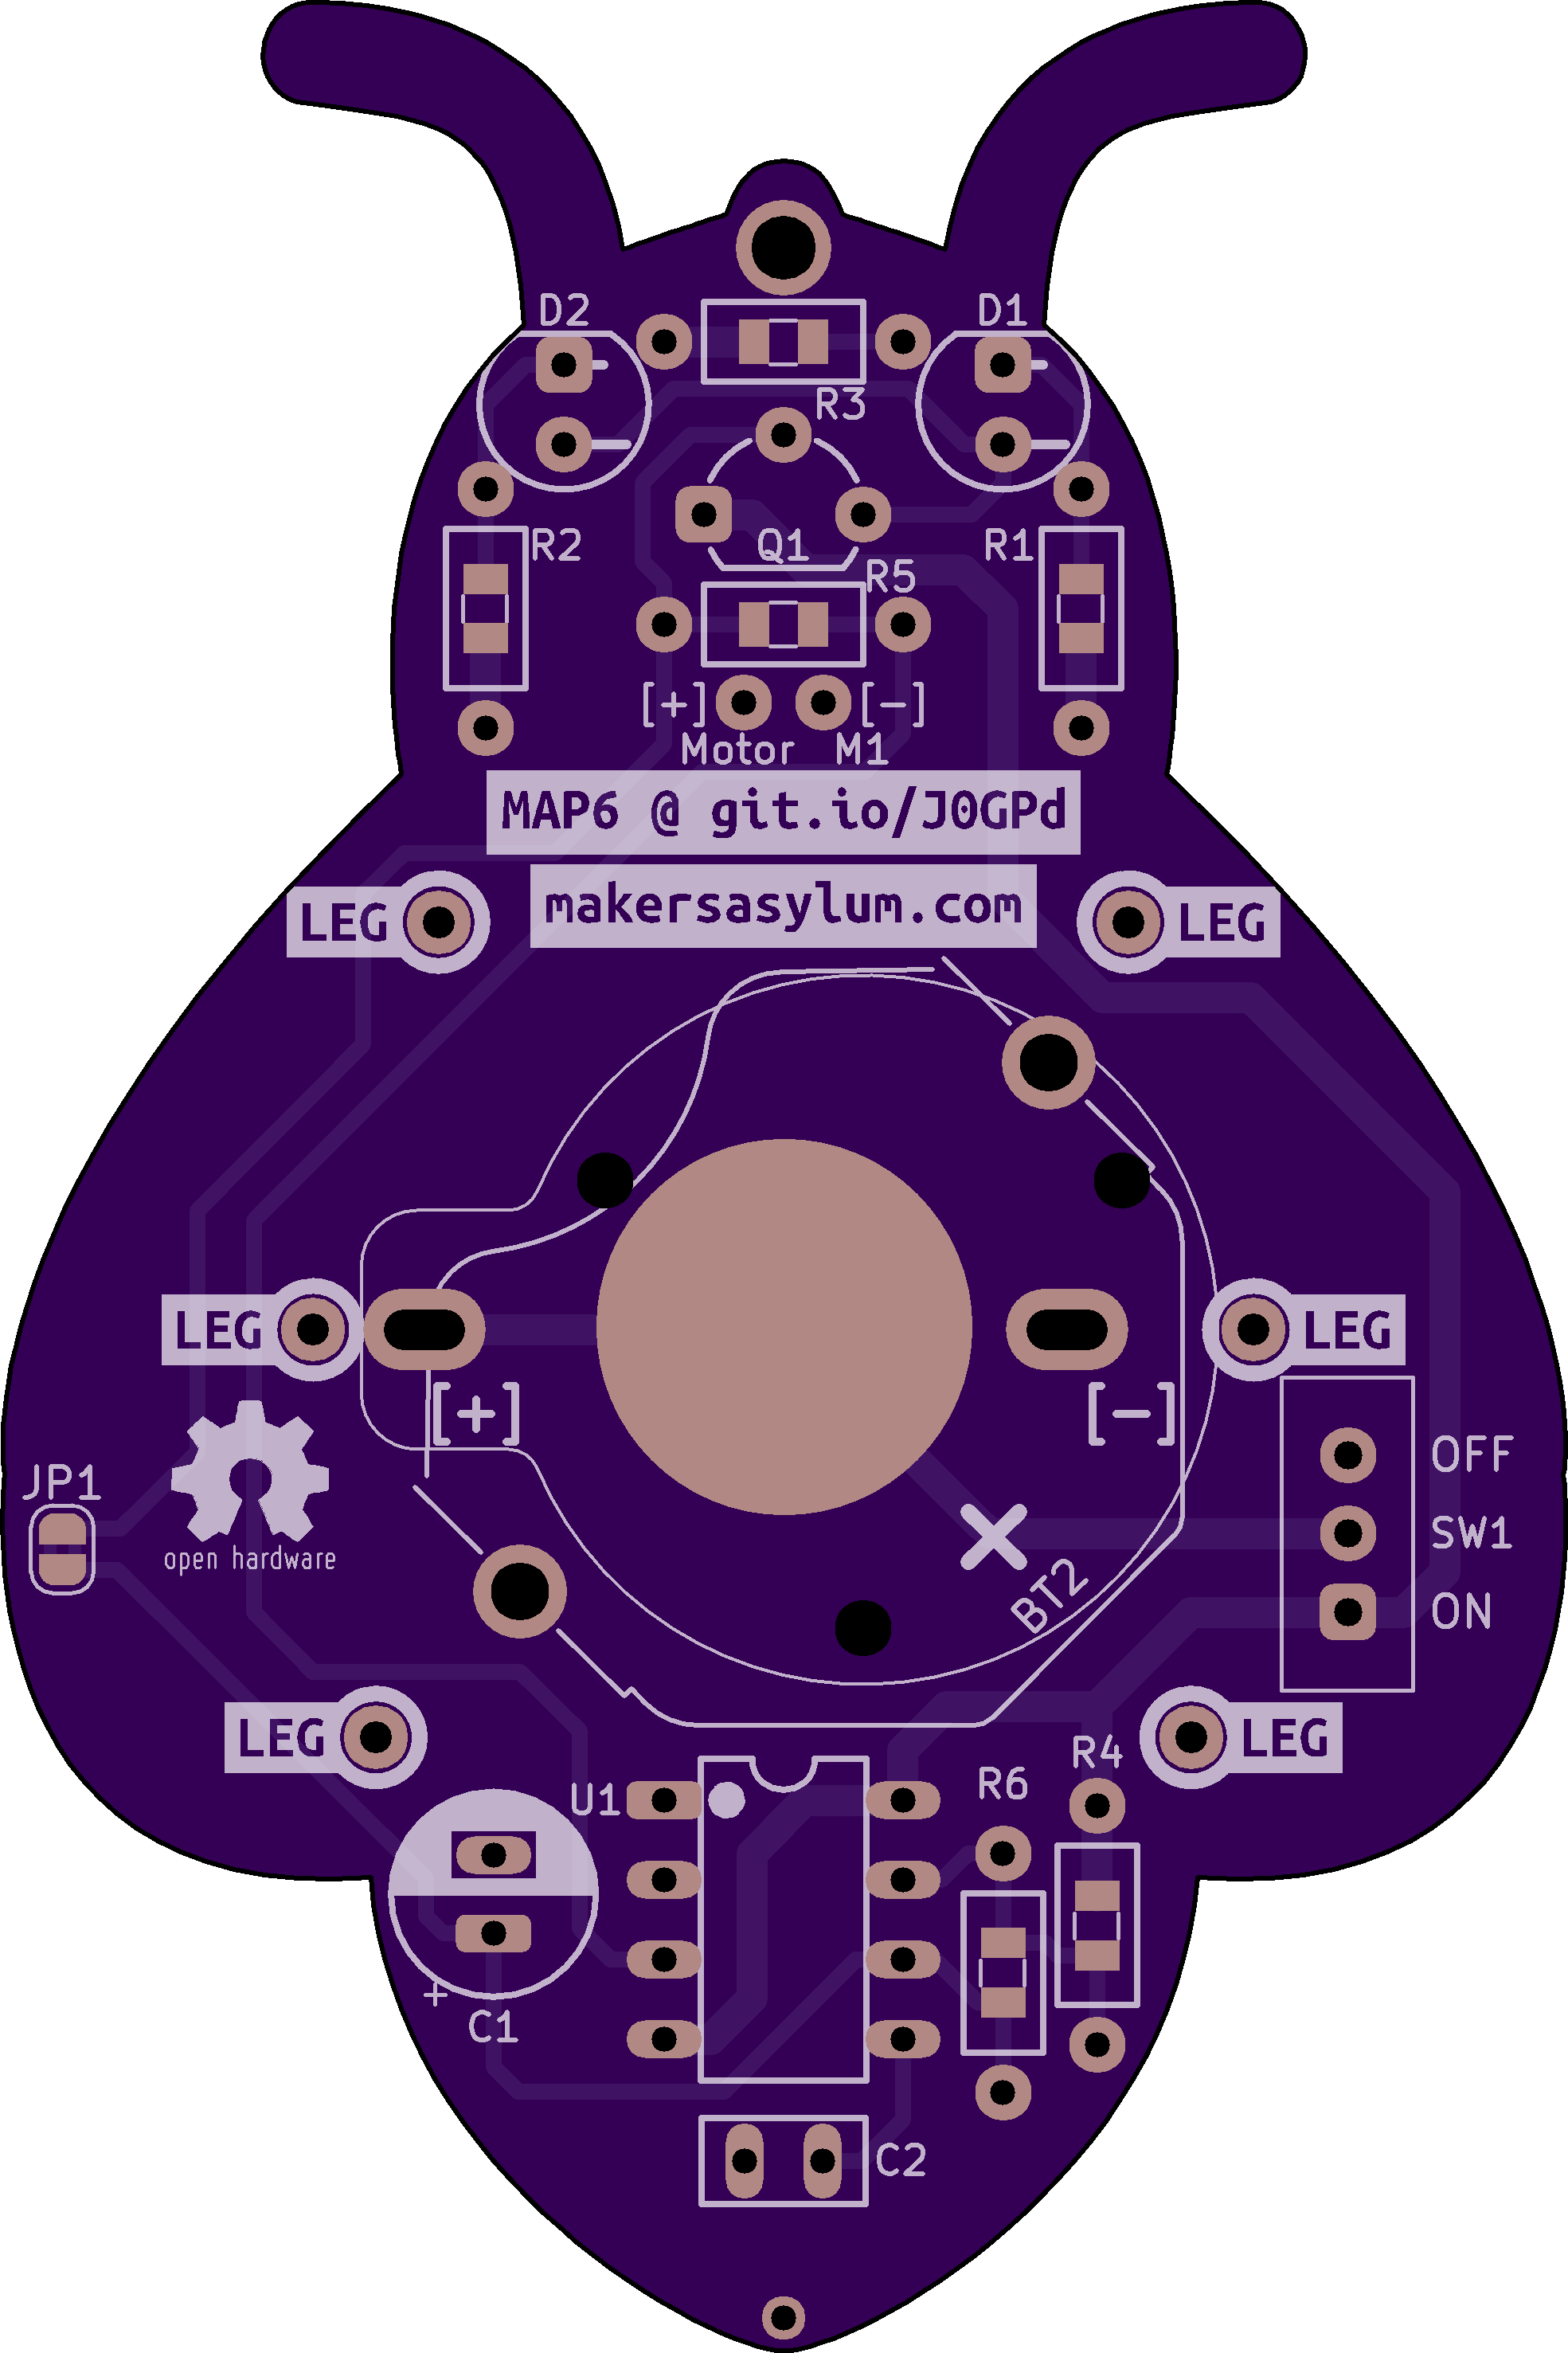 D2 D1
R3
R2 Q1 R1
R5
[+] [-]
Motor M1
MAP6 @ git.io/J0GPd
makersasylum.com
LEG LEG
LEG LEG
[+] [-]
OFF
JP1
SW1
open hardware
BT2
ON
LEG LEG
R4
U1 R6
+
C1
C2